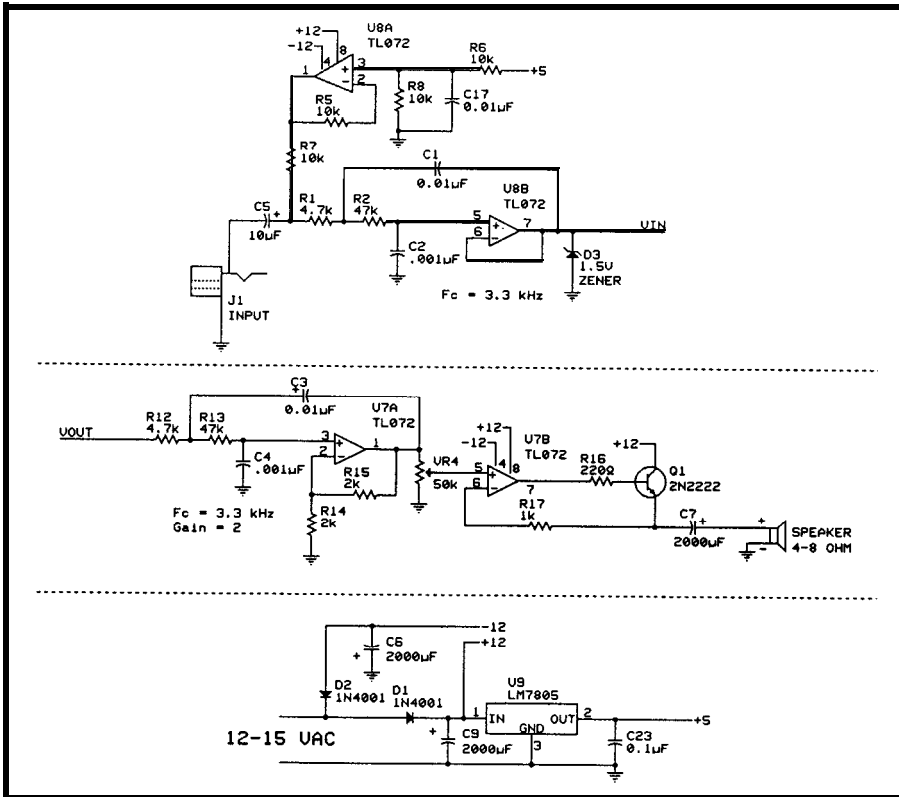 U8A
TL072
+12
-12
8
4
1
3
+
2
-
R6
10k
+5
R8
10k
C17
0.01µF
R5
10k
R7
10k
C1
0.01µF
U8B
TL072
C5
+
10µF
R1
4.7k
R2
47k
5
+
6
-
7
VIN
C2
.001µF
D3
1.5V
ZENER
J1
INPUT
Fc = 3.3 kHz
C3
+
0.01µF
U7A
TL072
VOUT
R12
4.7k
R13
47k
3
+
2
-
1
C4
.001µF
R15
2k
R14
2k
Fc = 3.3 kHz
Gain = 2
VR4
50k
+12
-12
U7B
TL072
4
8
5
+
6
-
7
R16
220Ω
+12
Q1
2N2222
R17
1k
C7
+
2000µF
+
-
SPEAKER
4-8 OHM
-12
+12
C6
+
2000µF
D2
1N4001
D1
1N4001
U9
LM7805
1
IN
OUT
2
GND
3
+5
12-15 VAC
+
C9
2000µF
C23
0.1µF